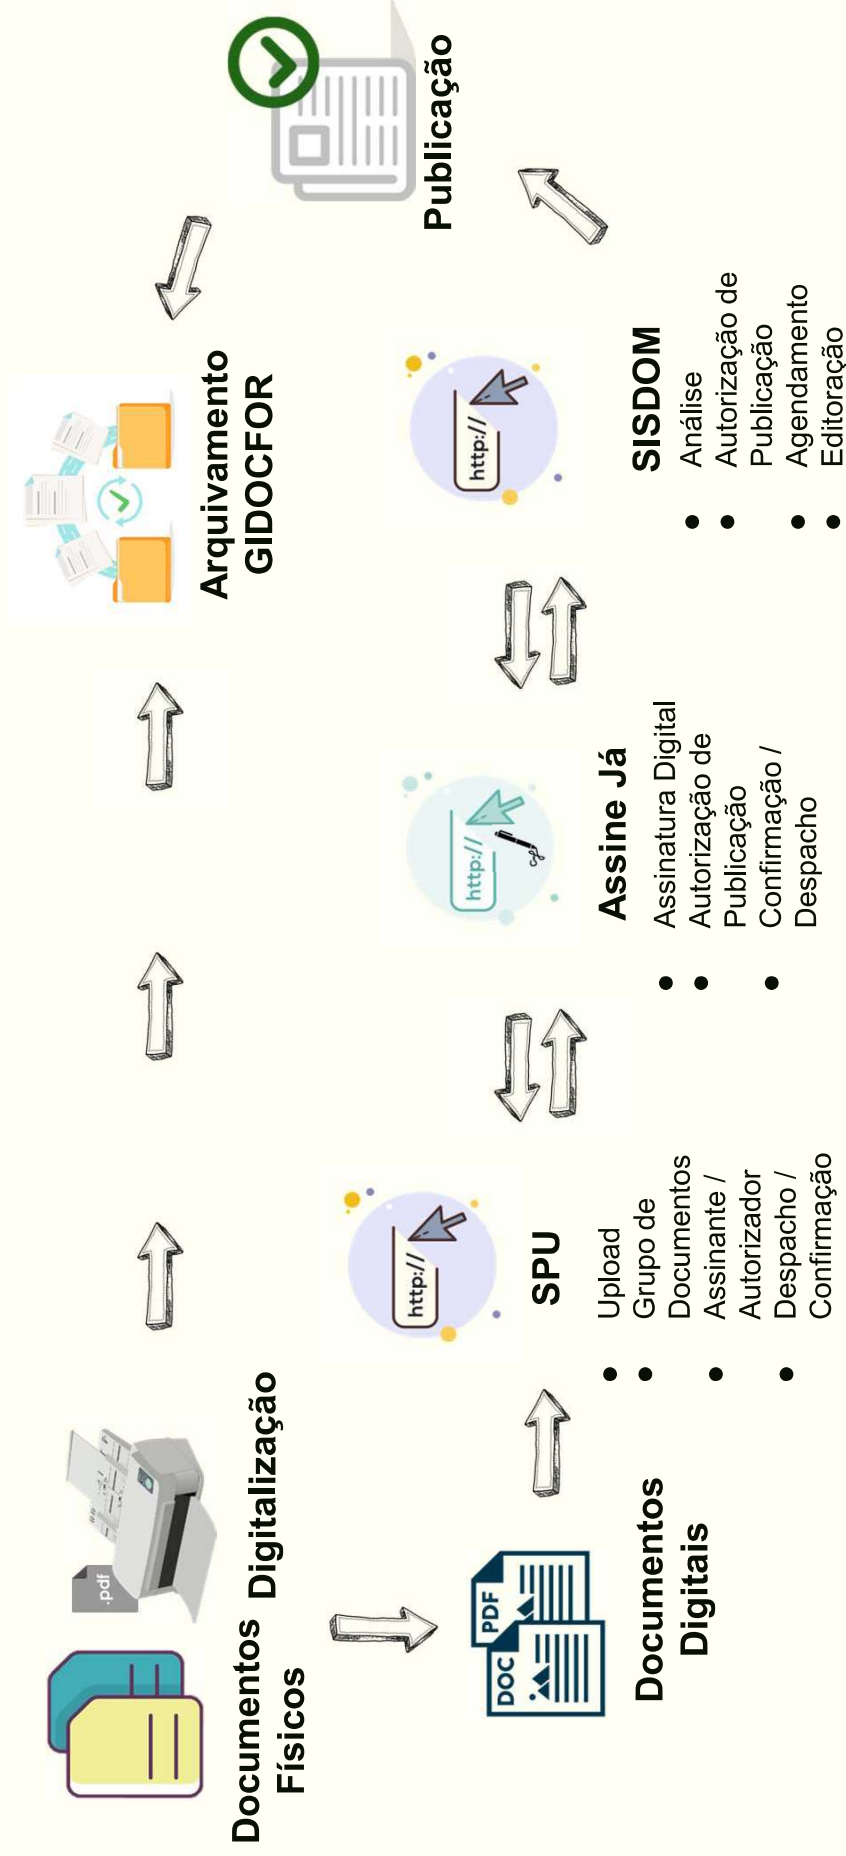 .pdf
Documentos
Físicos
Digitalização
Arquivamento
GIDOCFOR
Publicação
DOC
PDF
Documentos
Digitais
http://
SPU
● Upload
● Grupo de
Documentos
● Assinante /
Autorizador
● Despacho /
Confirmação
http://
Assine Já
● Assinatura Digital
● Autorização de
Publicação
● Confirmação /
Despacho
http://
SISDOM
● Análise
● Autorização de
Publicação
● Agendamento
● Editoração